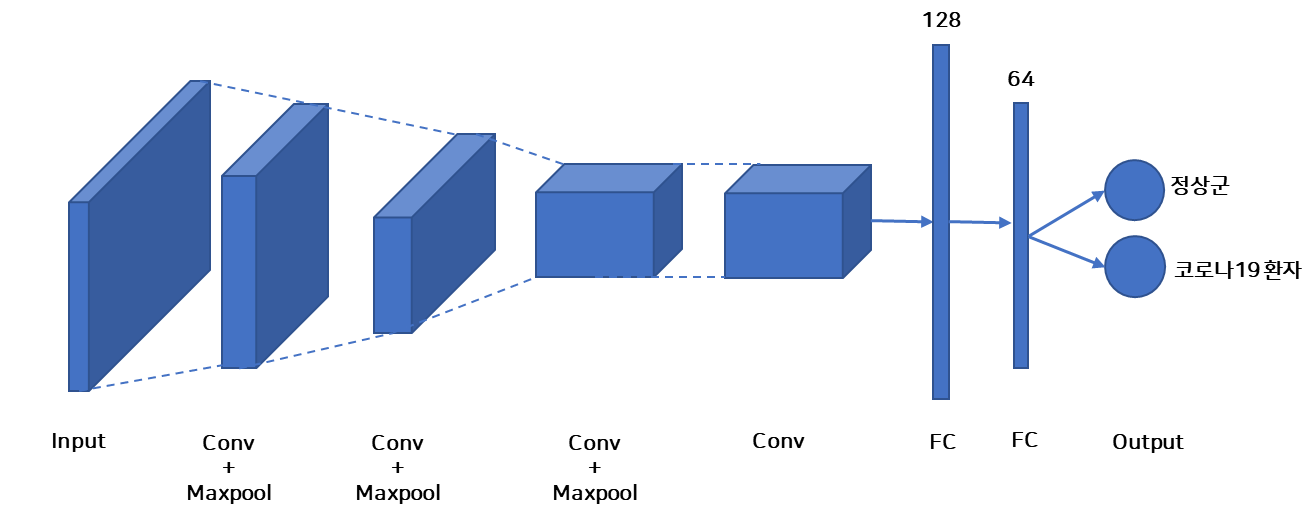 128
64
정상군
코로나19 환자
Input
Conv
+
Maxpool
Conv
+
Maxpool
Conv
+
Maxpool
Conv
FC
FC
Output